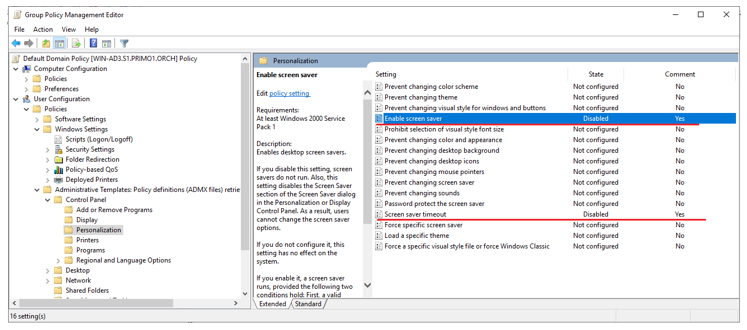 Group Policy Management Editor
File Action View Help
Default Domain Policy [WIN-AD3.S1.PRIMO1.ORCH] Policy
Computer Configuration
Policies
Preferences
User Configuration
Policies
Software Settings
Windows Settings
Scripts (Logon/Logoff)
Security Settings
Folder Redirection
Policy-based QoS
Deployed Printers
Administrative Templates: Policy definitions (ADMX files) retrie
Control Panel
Add or Remove Programs
Display
Personalization
Printers
Programs
Regional and Language Options
Desktop
Network
Shared Folders
Personalization
Enable screen saver
Edit policy setting.
Requirements:
At least Windows 2000 Service
Pack 1
Description:
Enables desktop screen savers.
If you disable this setting, screen
savers do not run. Also, this
setting disables the Screen Saver
section of the Screen Saver dialog
in the Personalization or Display
Control Panel. As a result, users
cannot change the screen saver
options.
If you do not configure it, this
setting has no effect on the
system.
If you enable it, a screen saver
runs, provided the following two
conditions hold: First, a valid
Setting State Comment
Prevent changing color scheme Not configured No
Prevent changing theme Not configured No
Prevent changing visual style for windows and buttons Not configured No
Enable screen saver Disabled Yes
Prohibit selection of visual style font size Not configured No
Prevent changing color and appearance Not configured No
Prevent changing desktop background Not configured No
Prevent changing desktop icons Not configured No
Prevent changing mouse pointers Not configured No
Prevent changing screen saver Not configured No
Prevent changing sounds Not configured No
Password protect the screen saver Not configured No
Screen saver timeout Disabled Yes
Force specific screen saver Not configured No
Load a specific theme Not configured No
Force a specific visual style file or force Windows Classic Not configured No
Extended Standard
16 setting(s)